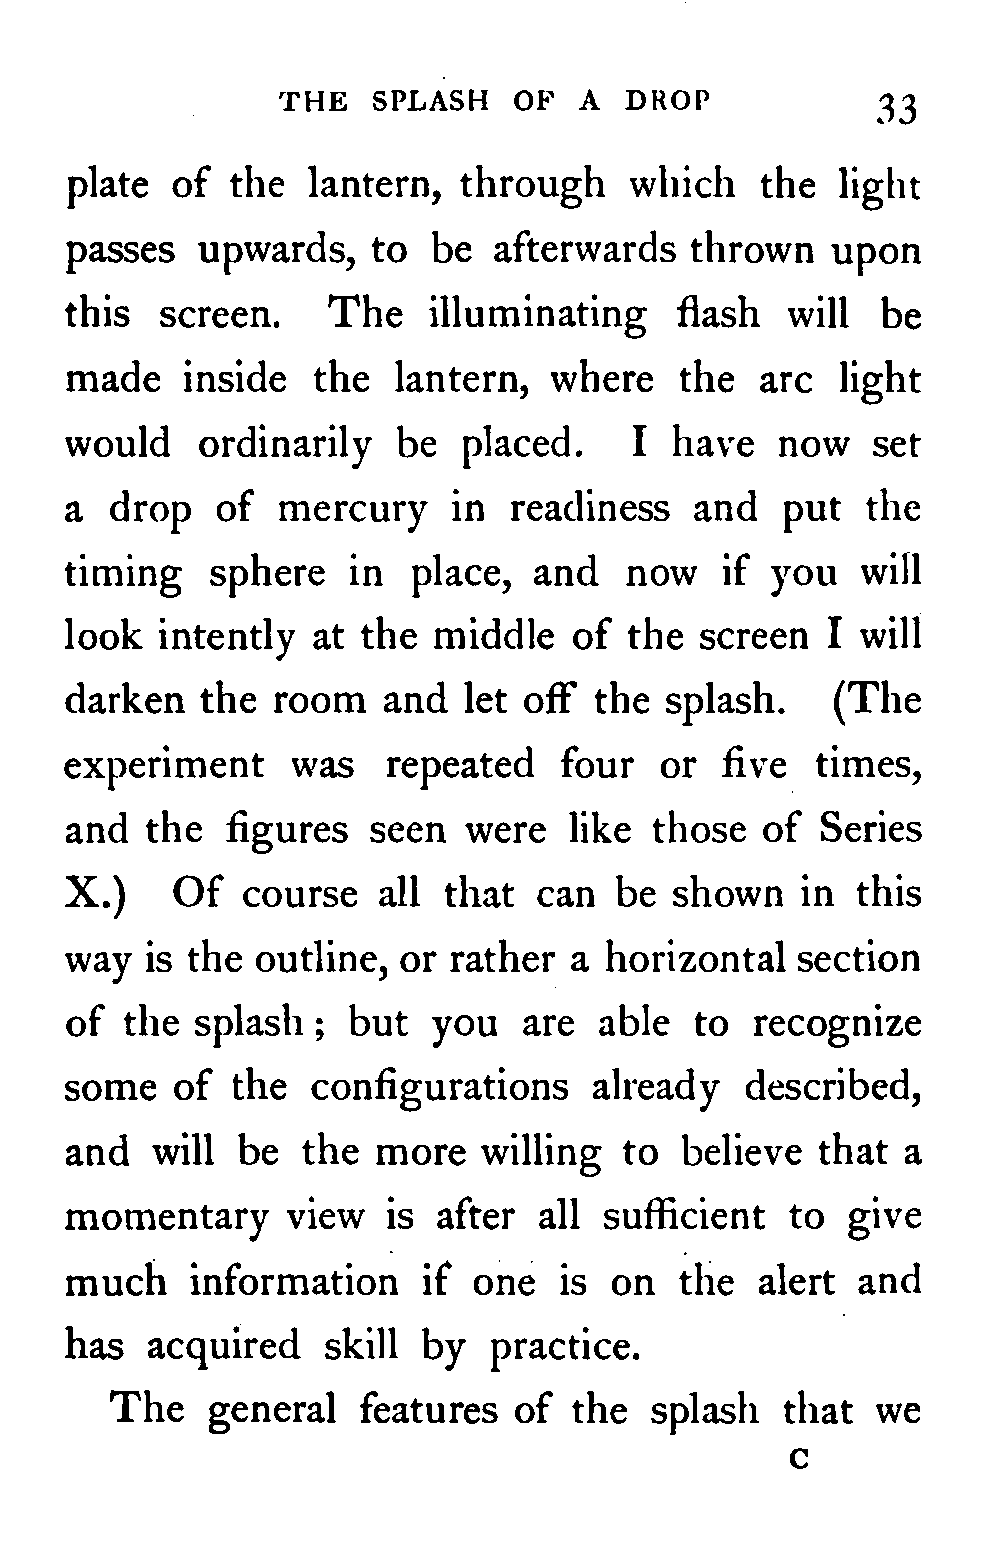 THE SPLASH OF A DROP 33
plate of the lantern, through which the light
passes upwards, to be afterwards thrown upon
this screen. The illuminating flash will be
made inside the lantern, where the arc light
would ordinarily be placed. I have now set
a drop of mercury in readiness and put the
timing sphere in place, and now if you will
look intently at the middle of the screen I will
darken the room and let off the splash. (The
experiment was repeated four or five times,
and the figures seen were like those of Series
X.) Of course all that can be shown in this
way is the outline, or rather a horizontal section
of the splash ; but you are able to recognize
some of the configurations already described,
and will be the more willing to believe that a
momentary view is after all sufficient to give
much information if one is on the alert and
has acquired skill by practice.
The general features of the splash that we
C